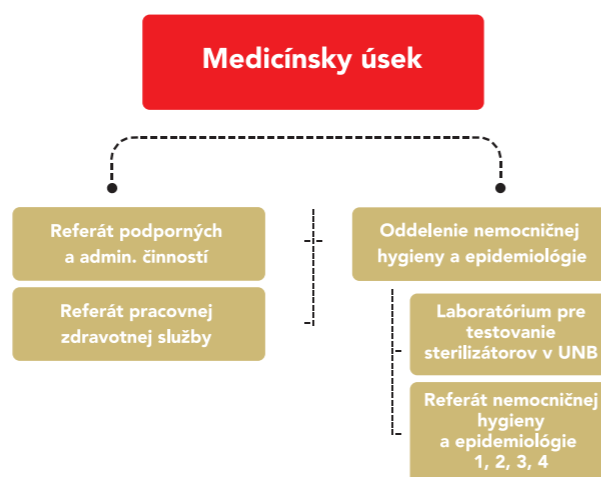 Medicínsky úsek
Referát podporných
a admin. činností
Referát pracovnej
zdravotnej služby
Oddelenie nemocničnej
hygieny a epidemiológie
Laboratórium pre
testovanie
sterilizátorov v UNB
Referát nemocničnej
hygieny
a epidemiológie
1, 2, 3, 4